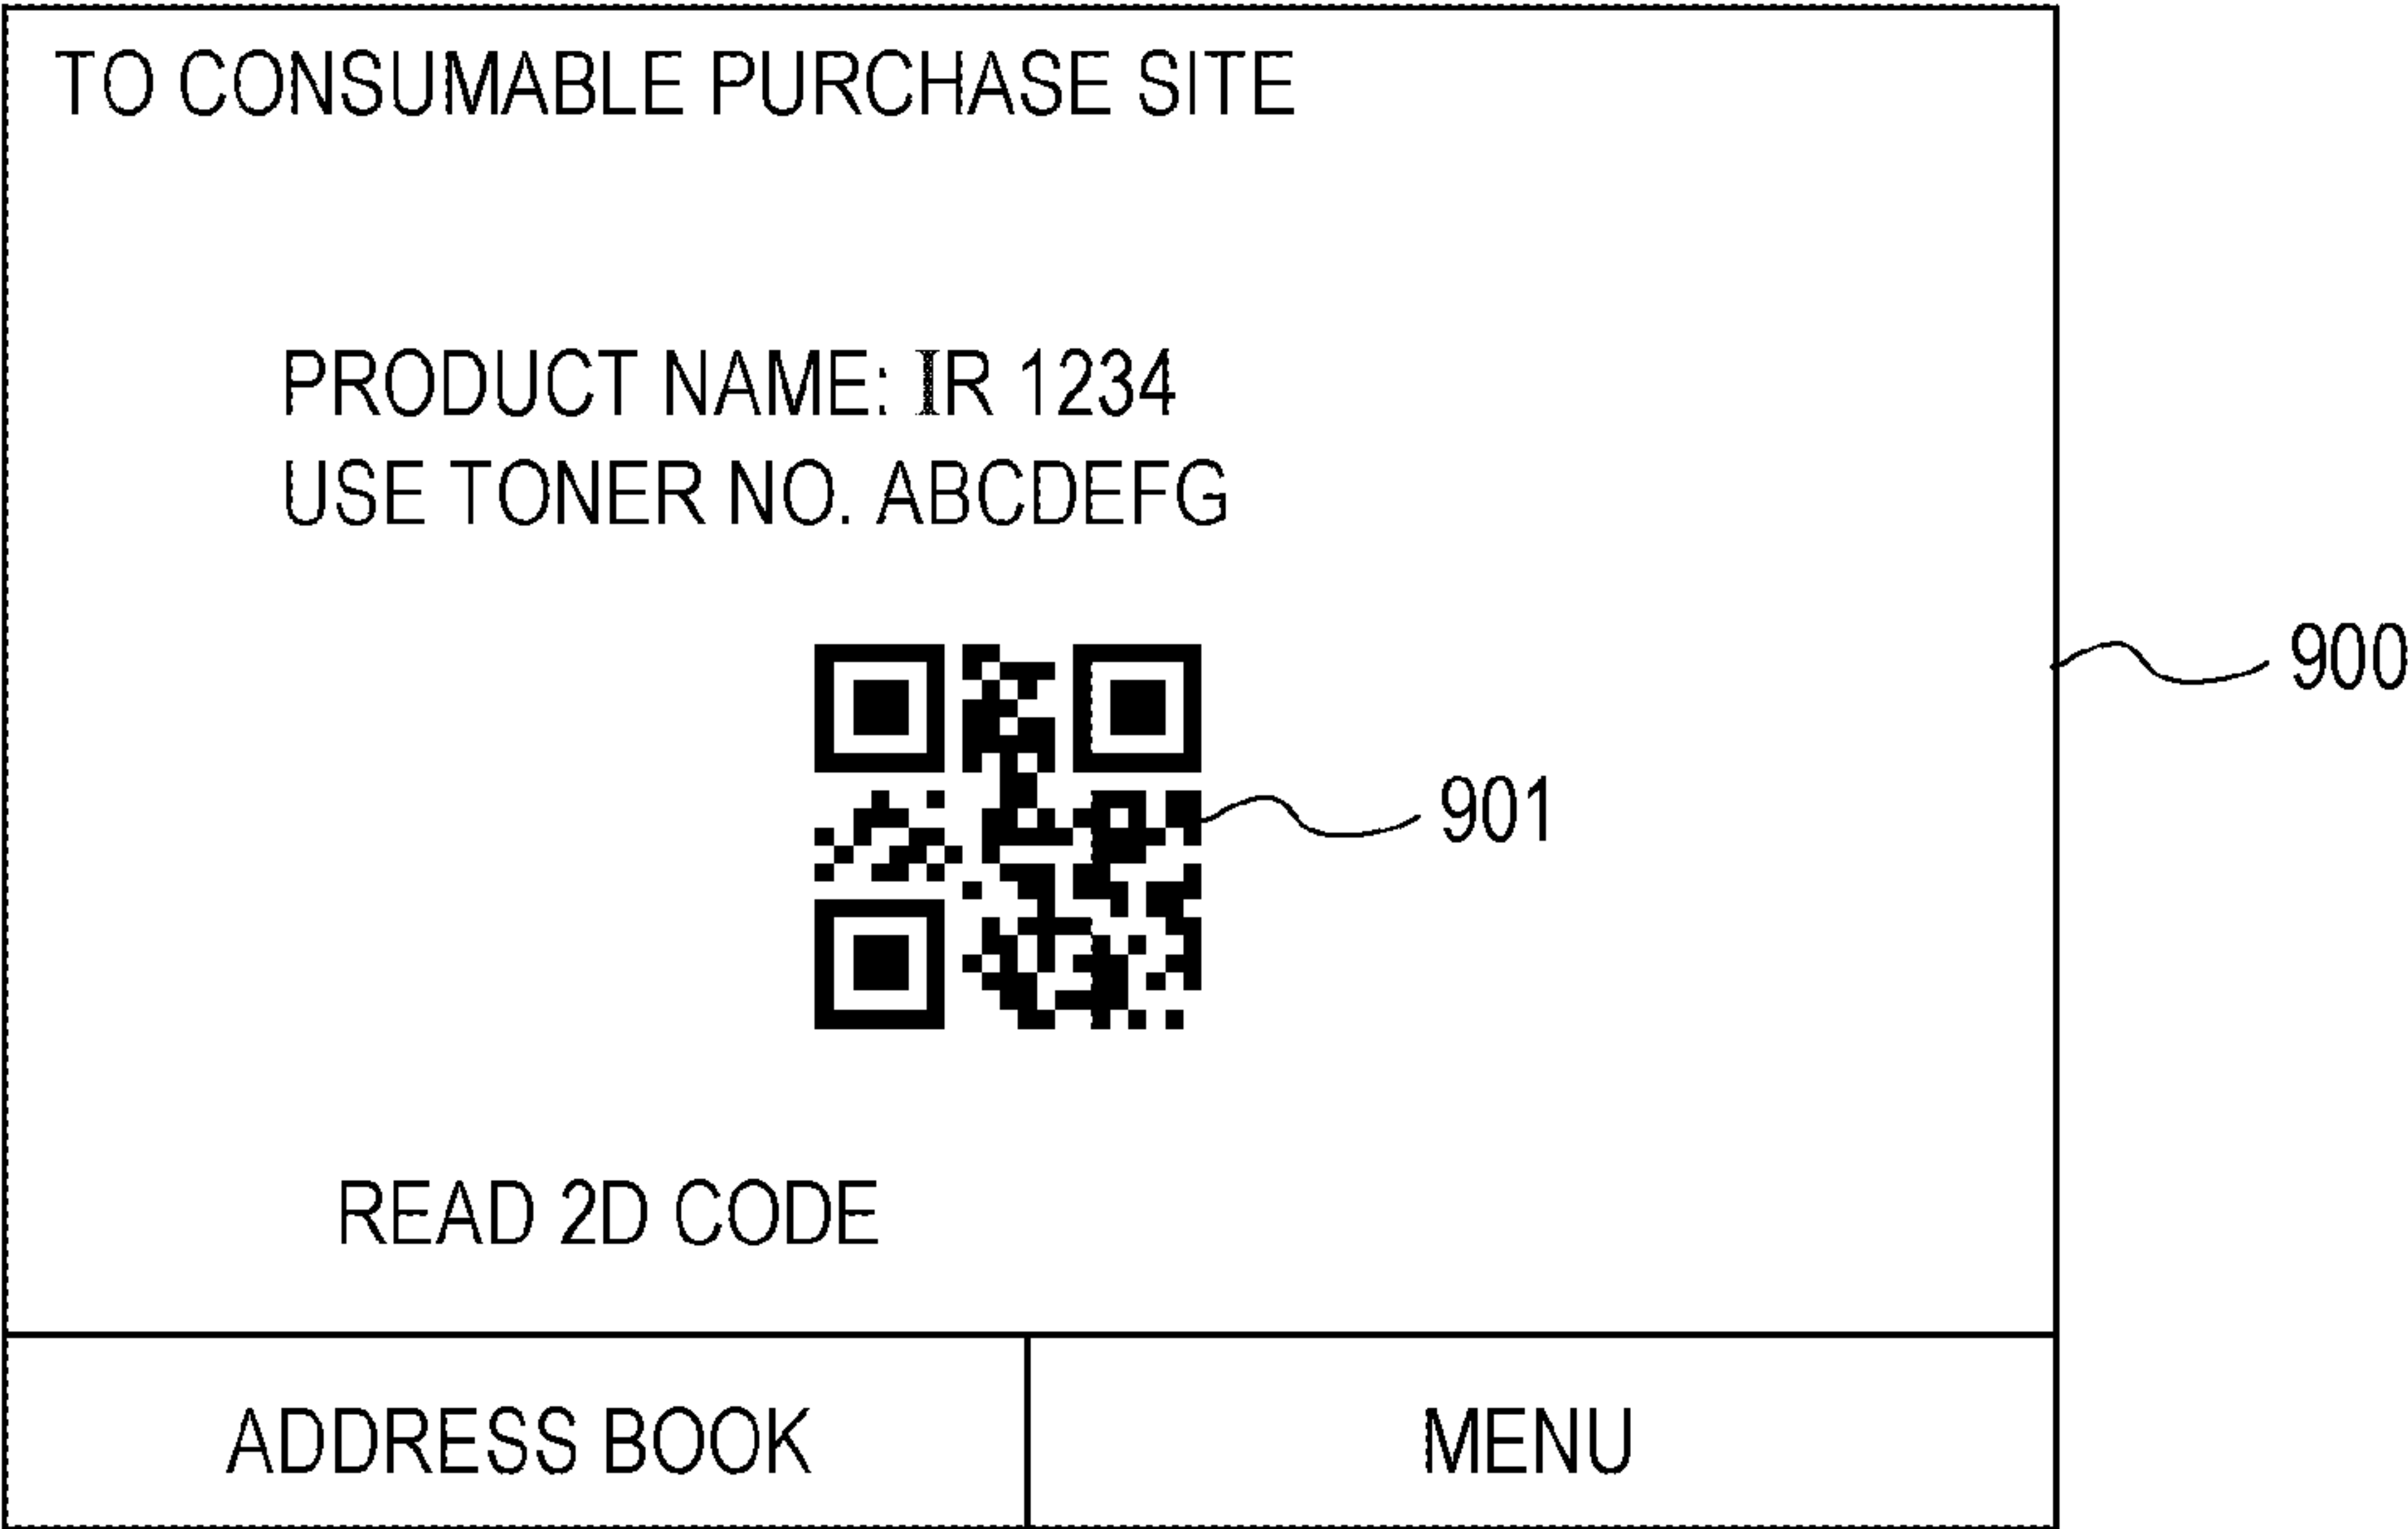 TO CONSUMABLE PURCHASE SITE
PRODUCT NAME: IR 1234
USE TONER NO. ABCDEFG
900
901
READ 2D CODE
ADDRESS BOOK
MENU